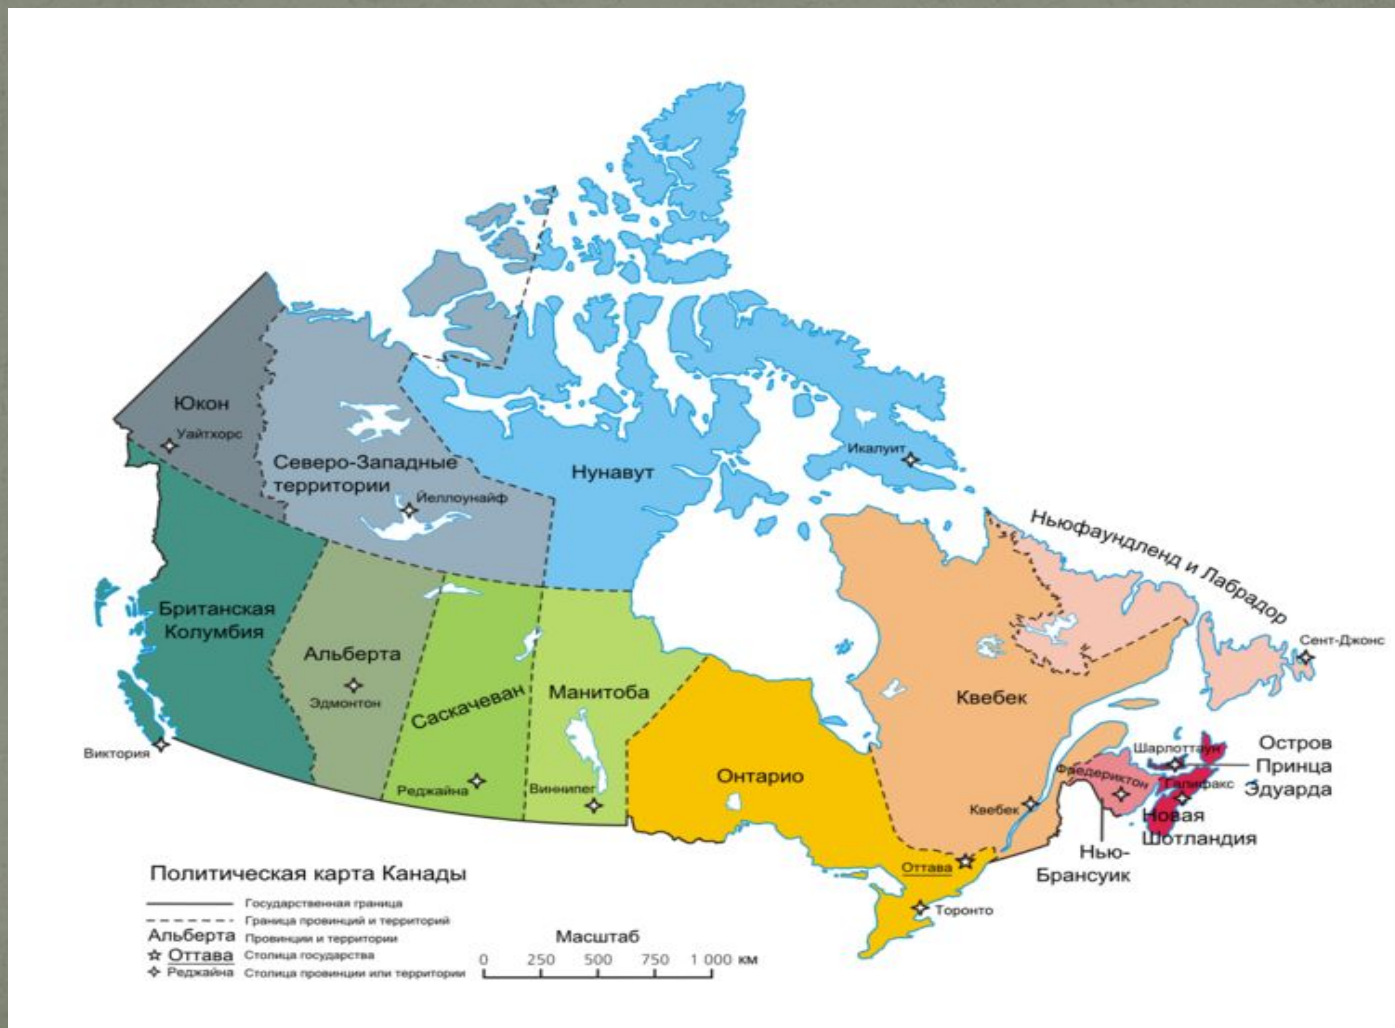 Юкон
Уайтхорс
Северо-Западные
территории
Йеллоунайф
Нунавут
Икалуит
Ньюфаундленд и Лабрадор
Сент-Джонс
Британская
Колумбия
Альберта
Эдмонтон
Саскачеван
Манитоба
Квебек
Виктория
Реджайна
Виннипег
Онтарио
Квебек
Шарлоттаун
Остров
Принца
Эдуарда
Фредериктон
Галифакс
Новая
Шотландия
Нью-
Брансуик
Оттава
Торонто
Политическая карта Канады
Государственная граница
Граница провинций и территорий
Альберта Провинции и территории
Оттава Столица государства
Реджайна Столица провинции или территории
Масштаб
0 250 500 750 1 000 км